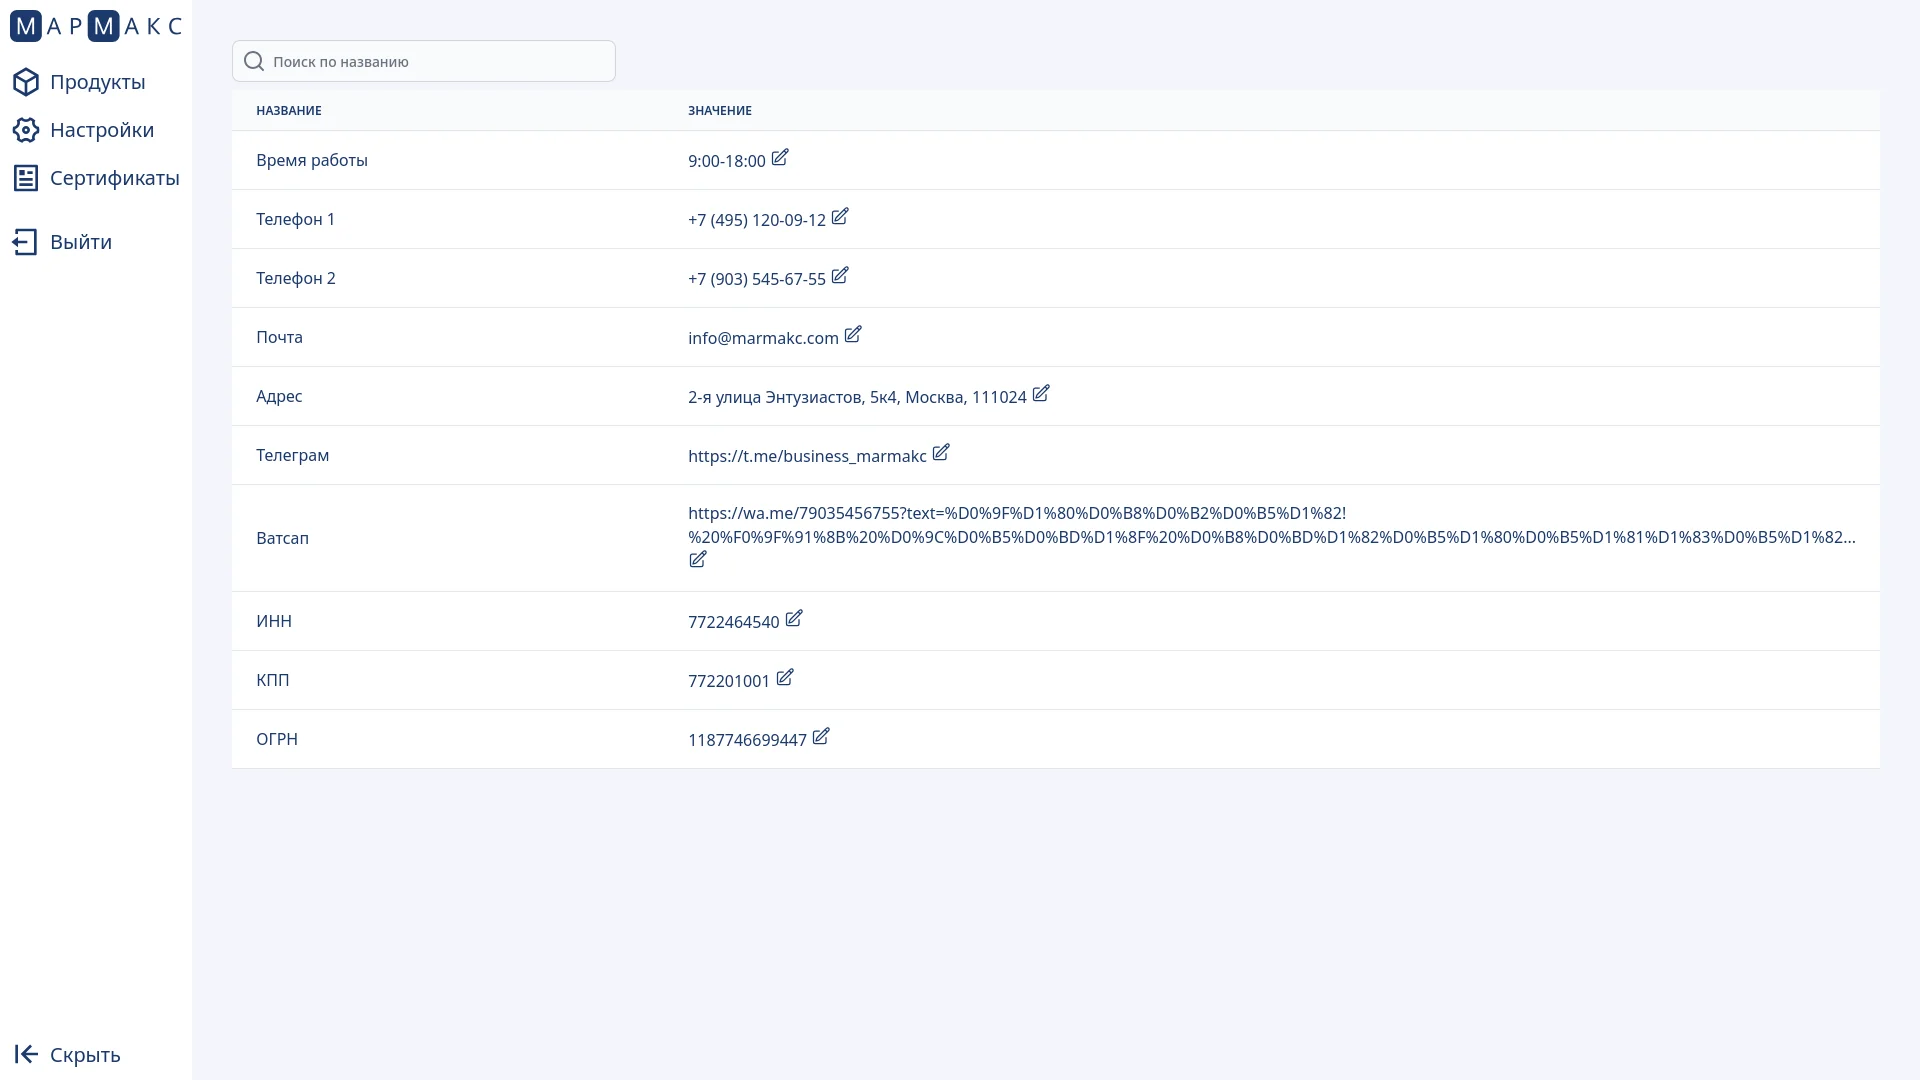 МАРМАКС
Продукты
Настройки
Сертификаты
Выйти
Скрыть
Поиск по названию
НАЗВАНИЕ ЗНАЧЕНИЕ
Время работы 9:00-18:00
Телефон 1 +7 (495) 120-09-12
Телефон 2 +7 (903) 545-67-55
Почта info@marmakc.com
Адрес 2-я улица Энтузиастов, 5к4, Москва, 111024
Телеграм https://t.me/business_marmakc
Ватсап https://wa.me/79035456755?text=%D0%9F%D1%80%D0%B8%D0%B2%D0%B5%D1%82!
%20%F0%9F%91%8B%20%D0%9C%D0%B5%D0%BD%D1%8F%20%D0%B8%D0%BD%D1%82%D0%B5%D1%80%D0%B5%D1%81%D1%83%D0%B5%D1%82...
ИНН 7722464540
КПП 772201001
ОГРН 1187746699447